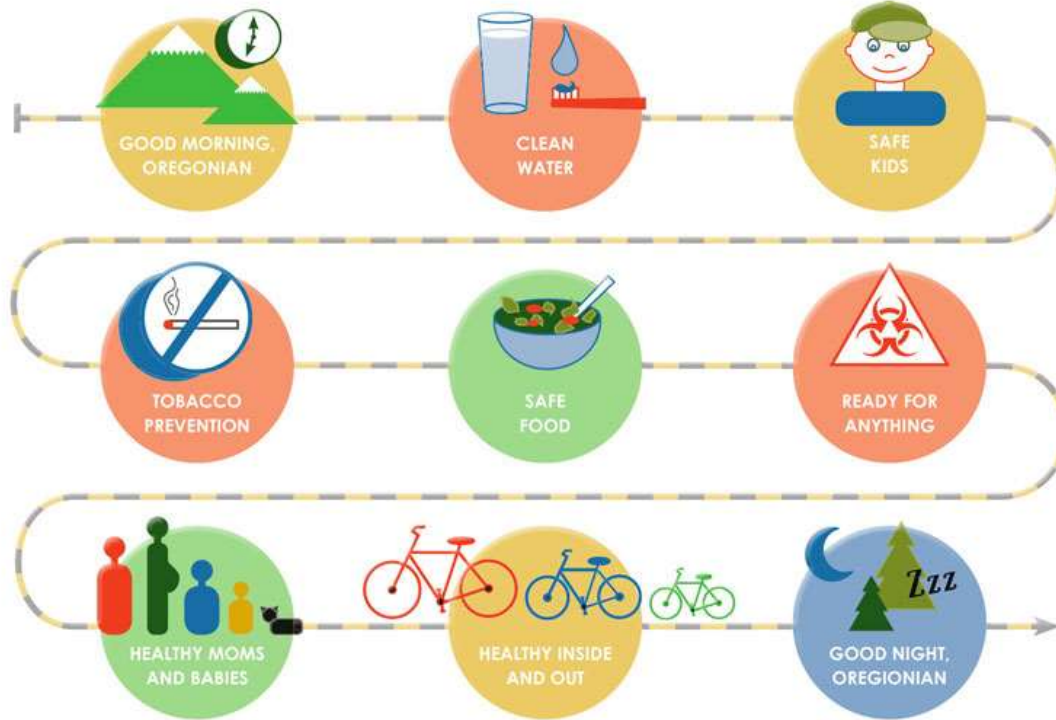 GOOD MORNING,
OREGONIAN
CLEAN
WATER
SAFE
KIDS
TOBACCO
PREVENTION
SAFE
FOOD
READY FOR
ANYTHING
HEALTHY MOMS
AND BABIES
HEALTHY INSIDE
AND OUT
Zzz
GOOD NIGHT,
OREGIONIAN